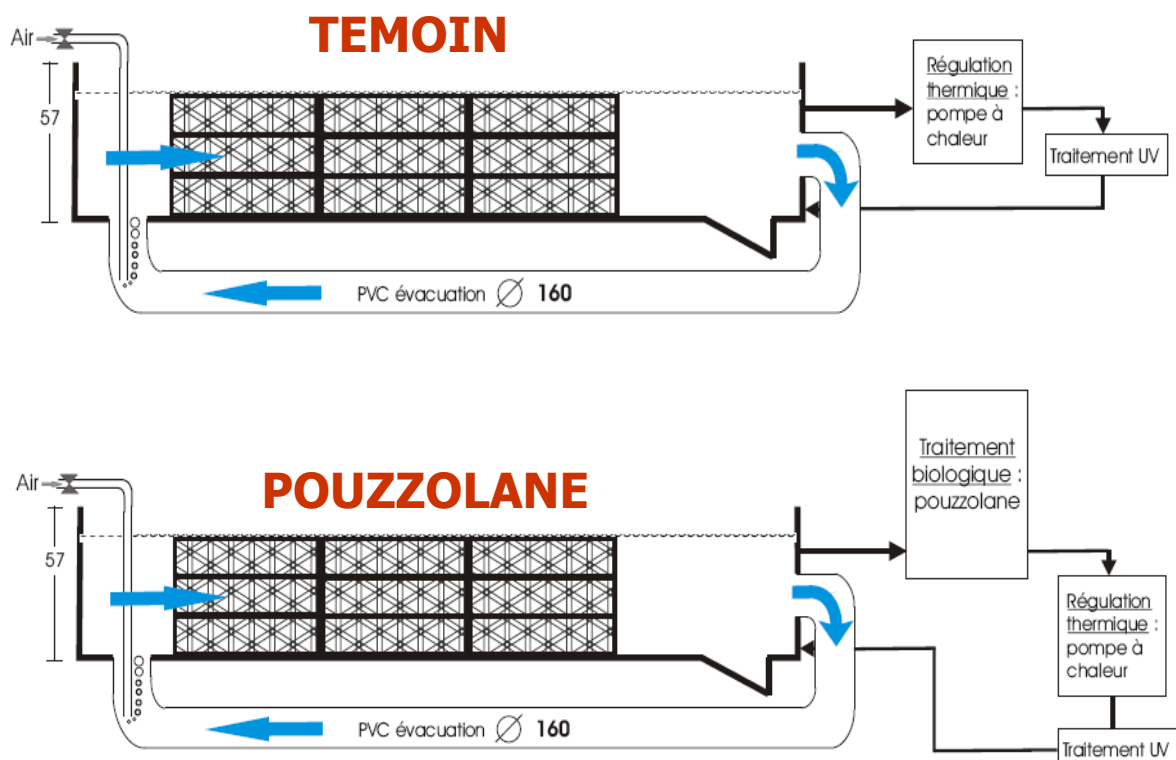 TEMOIN
Air
57
Régulation
thermique :
pompe à
chaleur
Traitement UV
PVC évacuation ∅ 160
POUZZOLANE
Air
57
Traitement
biologique :
pouzzolane
Régulation
thermique :
pompe à
chaleur
PVC évacuation ∅ 160
Traitement UV